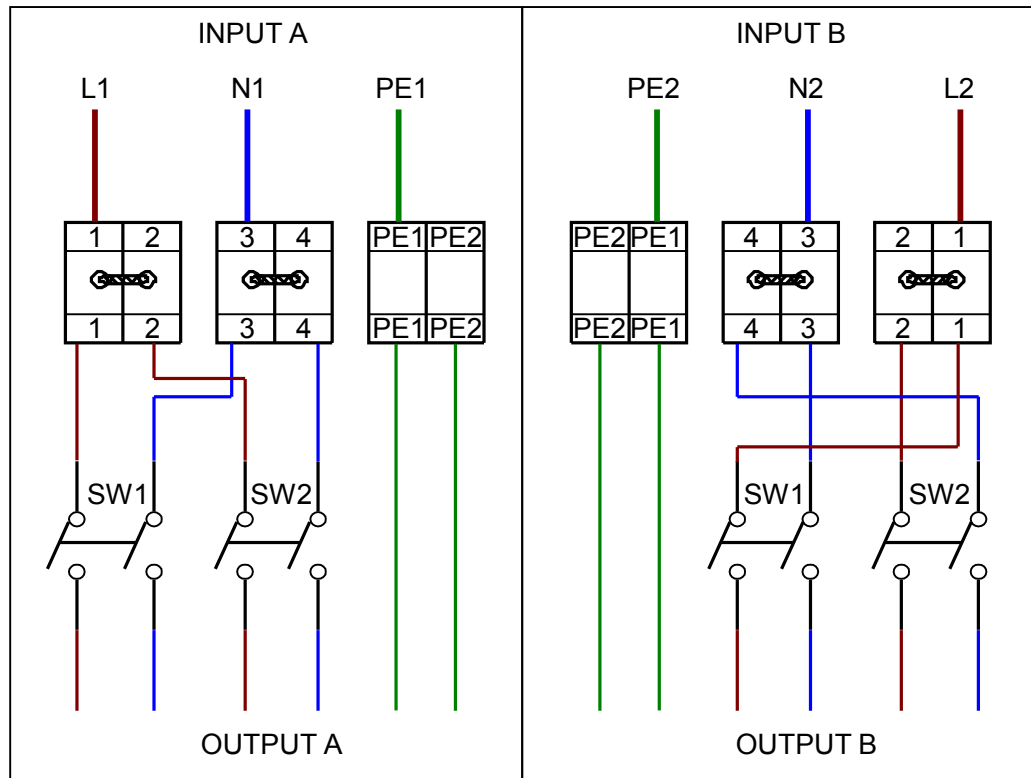 INPUT A
INPUT B
L1 N1 PE1
PE2 N2 L2
1 2 3 4 PE1 PE2
PE2 PE1 4 3 2 1
1 2 3 4 PE1 PE2
PE2 PE1 4 3 2 1
SW1 SW2
SW1 SW2
OUTPUT A
OUTPUT B